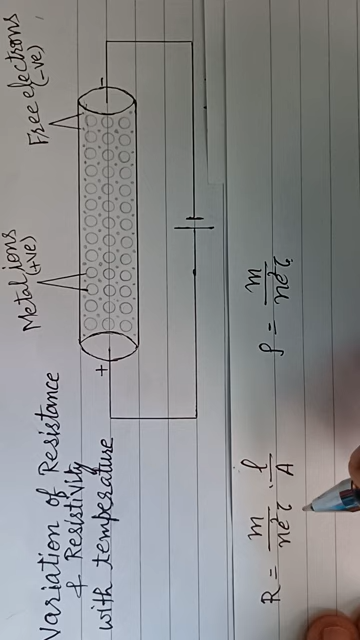 Variation of Resistance
& Resistivity
with temperature
Metal ions
(+ve)
Free electrons
(-ve)
+
-
R = m/ne²τ · l/A
ρ = m/ne²τ